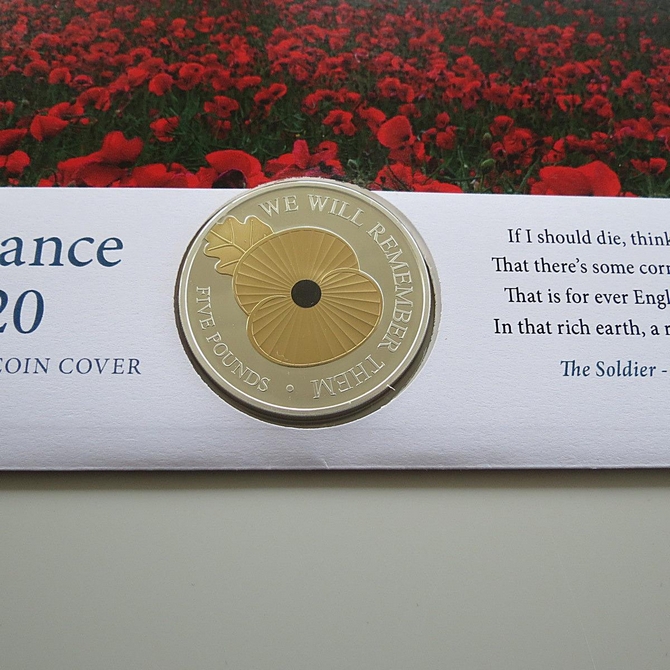 ance
20
COIN COVER
WE WILL REMEMBER THEM
FIVE POUNDS
If I should die, think
That there's some corn
That is for ever Engl
In that rich earth, a r
The Soldier -